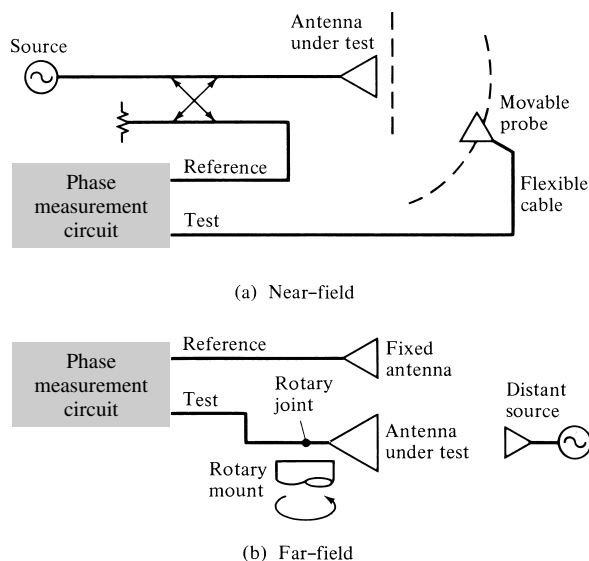 Antenna
under test
Source
Movable
probe
Reference
Phase
measurement
circuit
Flexible
cable
Test
(a) Near-field
Reference
Fixed
antenna
Phase
measurement
circuit
Test
Rotary
joint
Distant
source
Antenna
under test
Rotary
mount
(b) Far-field